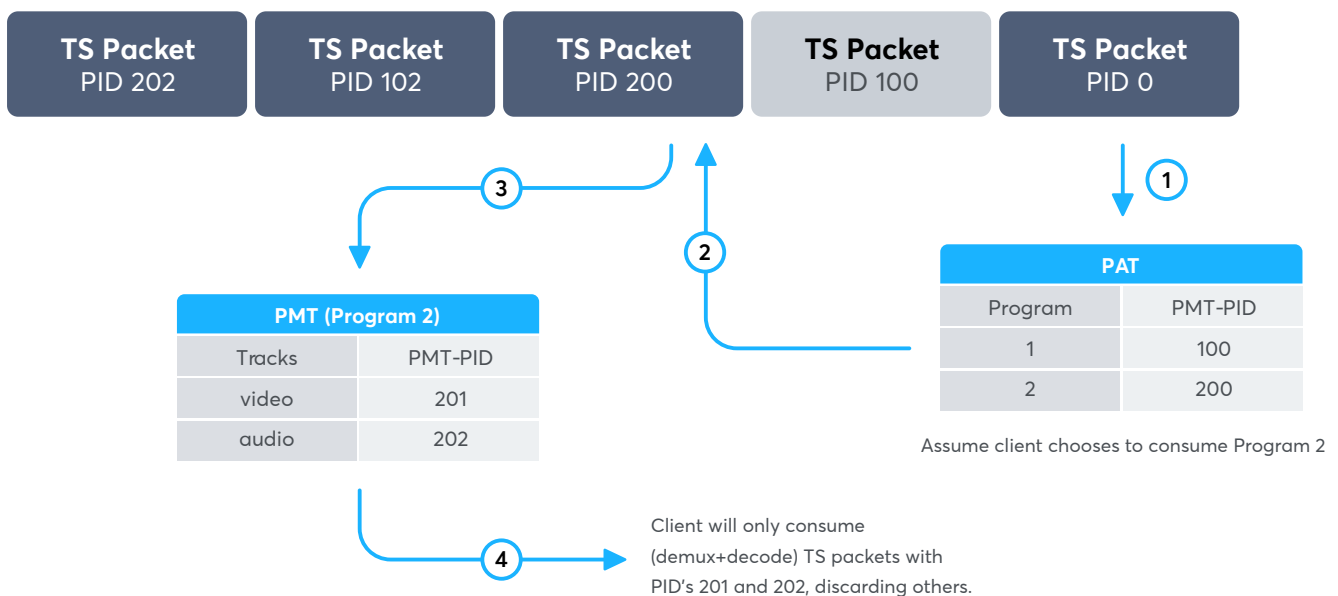 TS Packet
PID 202
TS Packet
PID 102
TS Packet
PID 200
TS Packet
PID 100
TS Packet
PID 0
1
3
2
PAT
Program PMT-PID
1 100
2 200
Assume client chooses to consume Program 2
PMT (Program 2)
Tracks PMT-PID
video 201
audio 202
4
Client will only consume
(demux+decode) TS packets with
PID's 201 and 202, discarding others.